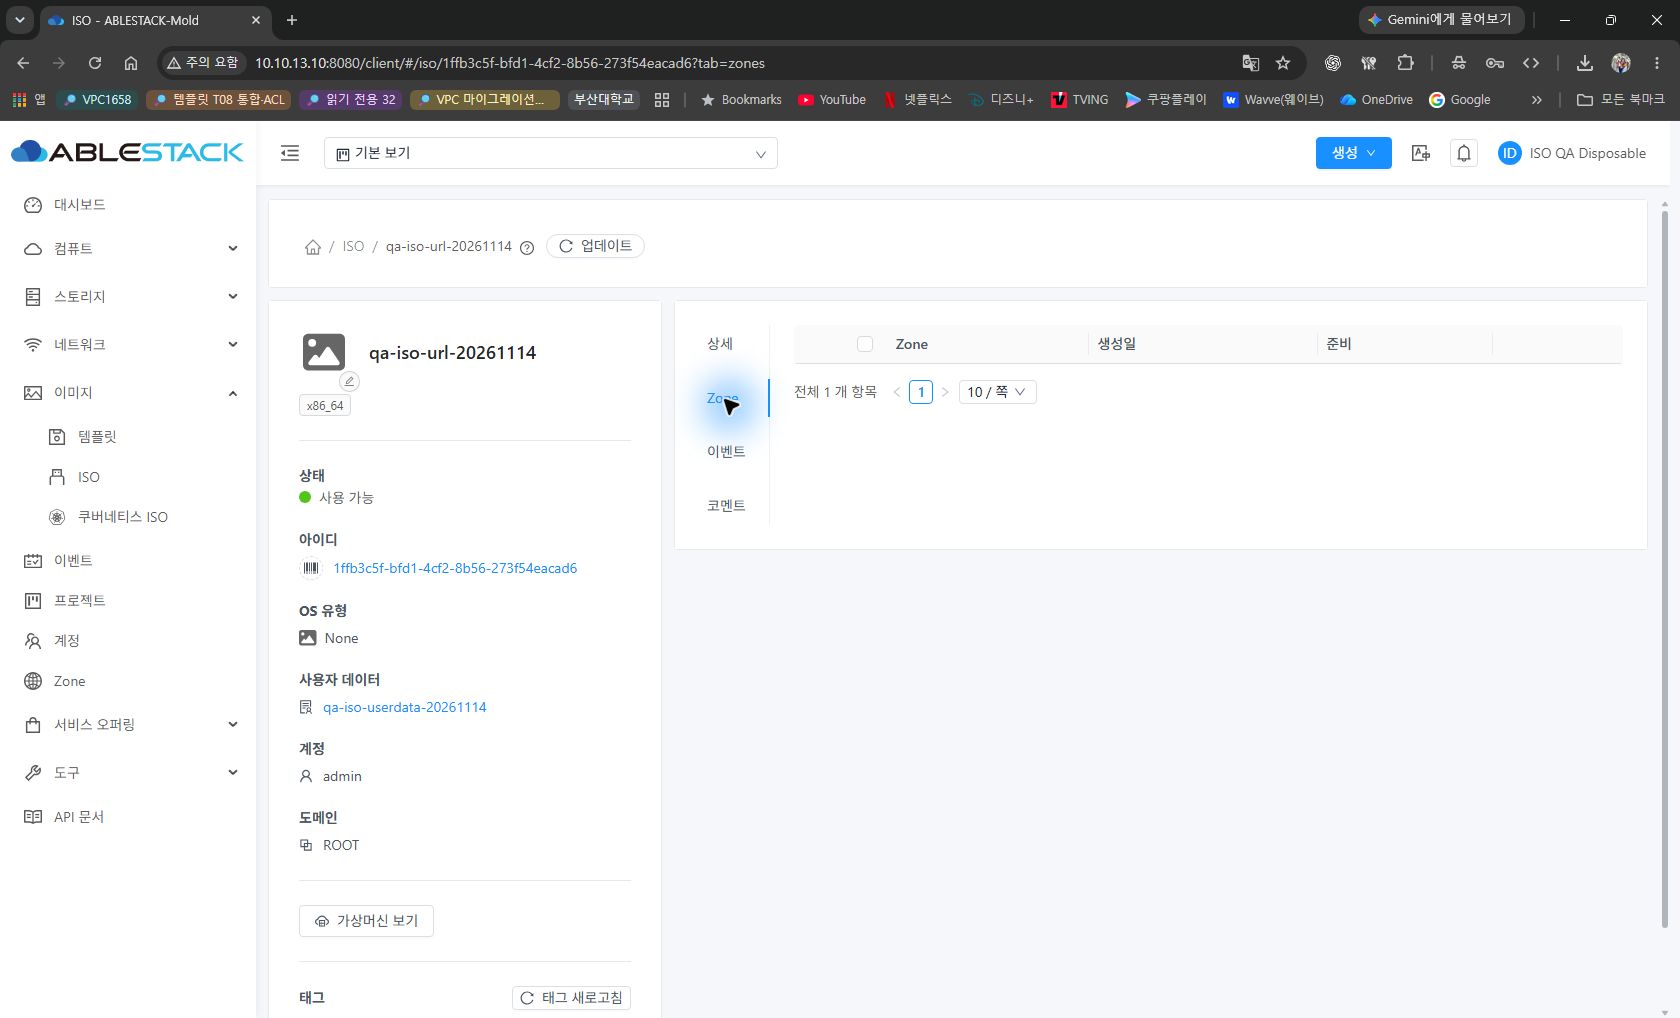 ISO - ABLESTACK-Mold
Gemini에게 물어보기
주의 요함
10.10.13.10:8080/client/#/iso/1ffb3c5f-bfd1-4cf2-8b56-273f54eacad6?tab=zones
앱
VPC1658
템플릿 T08 통합·ACL
읽기 전용 32
VPC 마이그레이션...
부산대학교
Bookmarks
YouTube
넷플릭스
디즈니+
TVING
쿠팡플레이
Wavve(웨이브)
OneDrive
Google
모든 북마크
ABLESTACK
기본 보기
생성
ID
ISO QA Disposable
대시보드
컴퓨트
스토리지
네트워크
이미지
템플릿
ISO
쿠버네티스 ISO
이벤트
프로젝트
계정
Zone
서비스 오퍼링
도구
API 문서
/ ISO / qa-iso-url-20261114
업데이트
qa-iso-url-20261114
x86_64
상태
사용 가능
아이디
1ffb3c5f-bfd1-4cf2-8b56-273f54eacad6
OS 유형
None
사용자 데이터
qa-iso-userdata-20261114
계정
admin
도메인
ROOT
가상머신 보기
태그
태그 새로고침
상세
Zone
이벤트
코멘트
Zone
생성일
준비
전체 1 개 항목
1
10 / 쪽